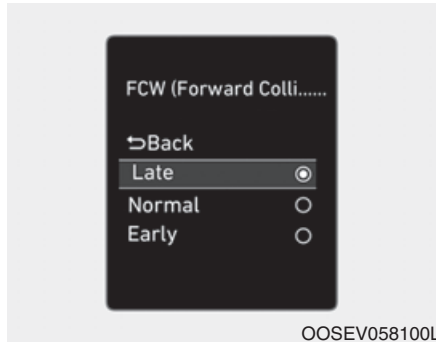 FCW (Forward Colli......
⮌Back
Late
Normal
Early
OOSEV058100L